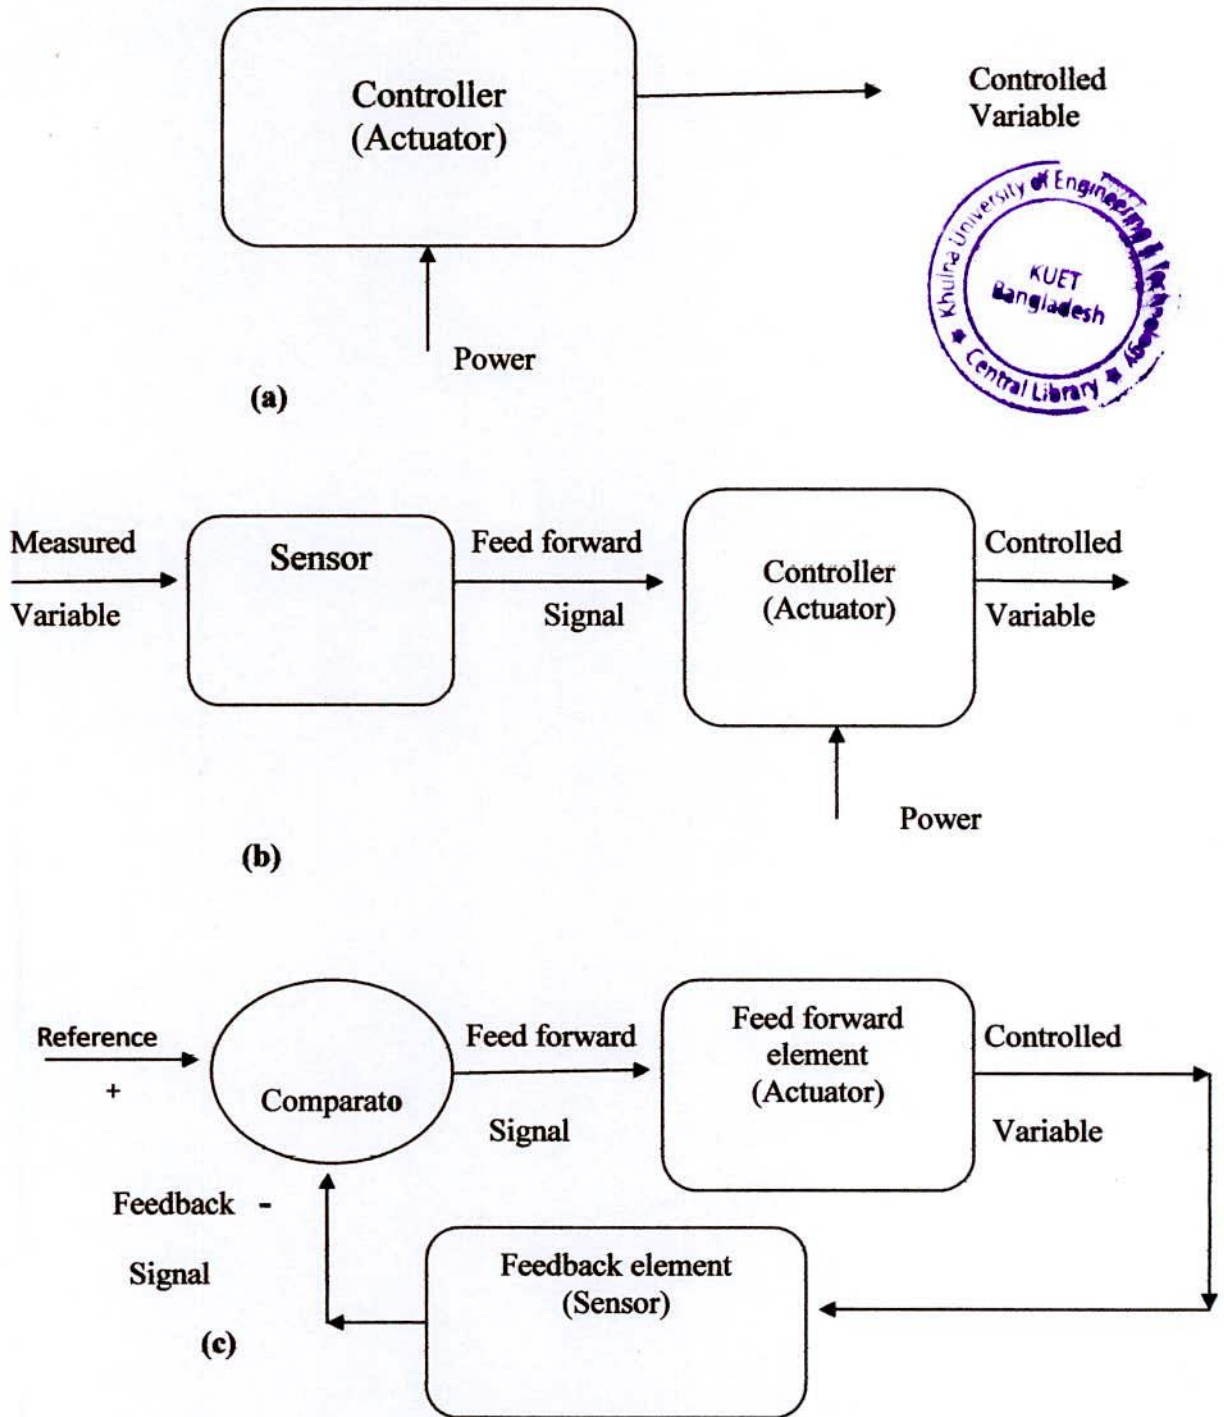 Controller
(Actuator)
Controlled
Variable
Khulna University of Engineering & Technology
KUET
Bangladesh
★ Central Library ★
Power
(a)
Measured
Variable
Sensor
Feed forward
Signal
Controller
(Actuator)
Controlled
Variable
Power
(b)
Reference
+
Comparato
Feed forward
Signal
Feed forward
element
(Actuator)
Controlled
Variable
Feedback -
Signal
Feedback element
(Sensor)
(c)